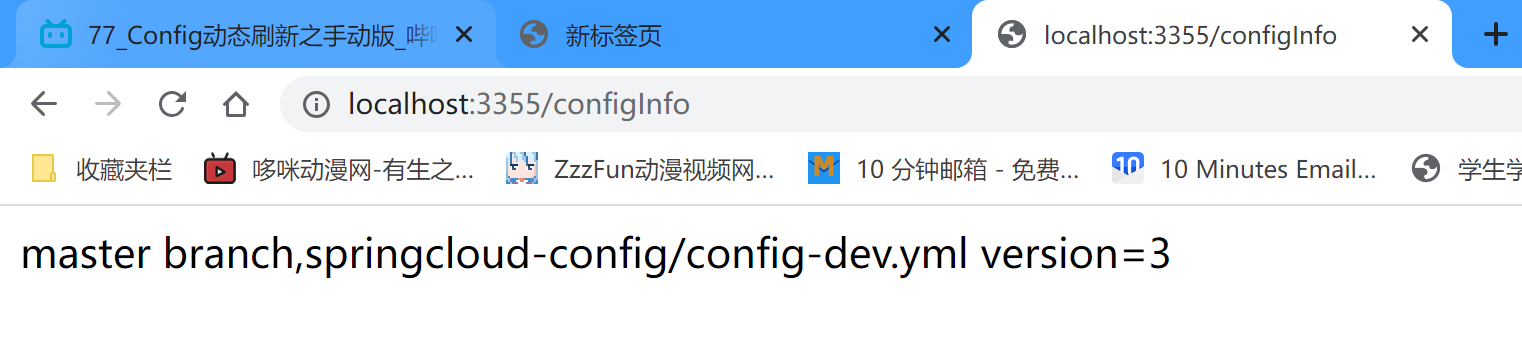 77_Config动态刷新之手动版_哔
新标签页
localhost:3355/configInfo
localhost:3355/configInfo
收藏夹栏
哆咪动漫网-有生之...
ZzzFun动漫视频网...
10 分钟邮箱 - 免费...
10 Minutes Email...
学生学
master branch,springcloud-config/config-dev.yml version=3